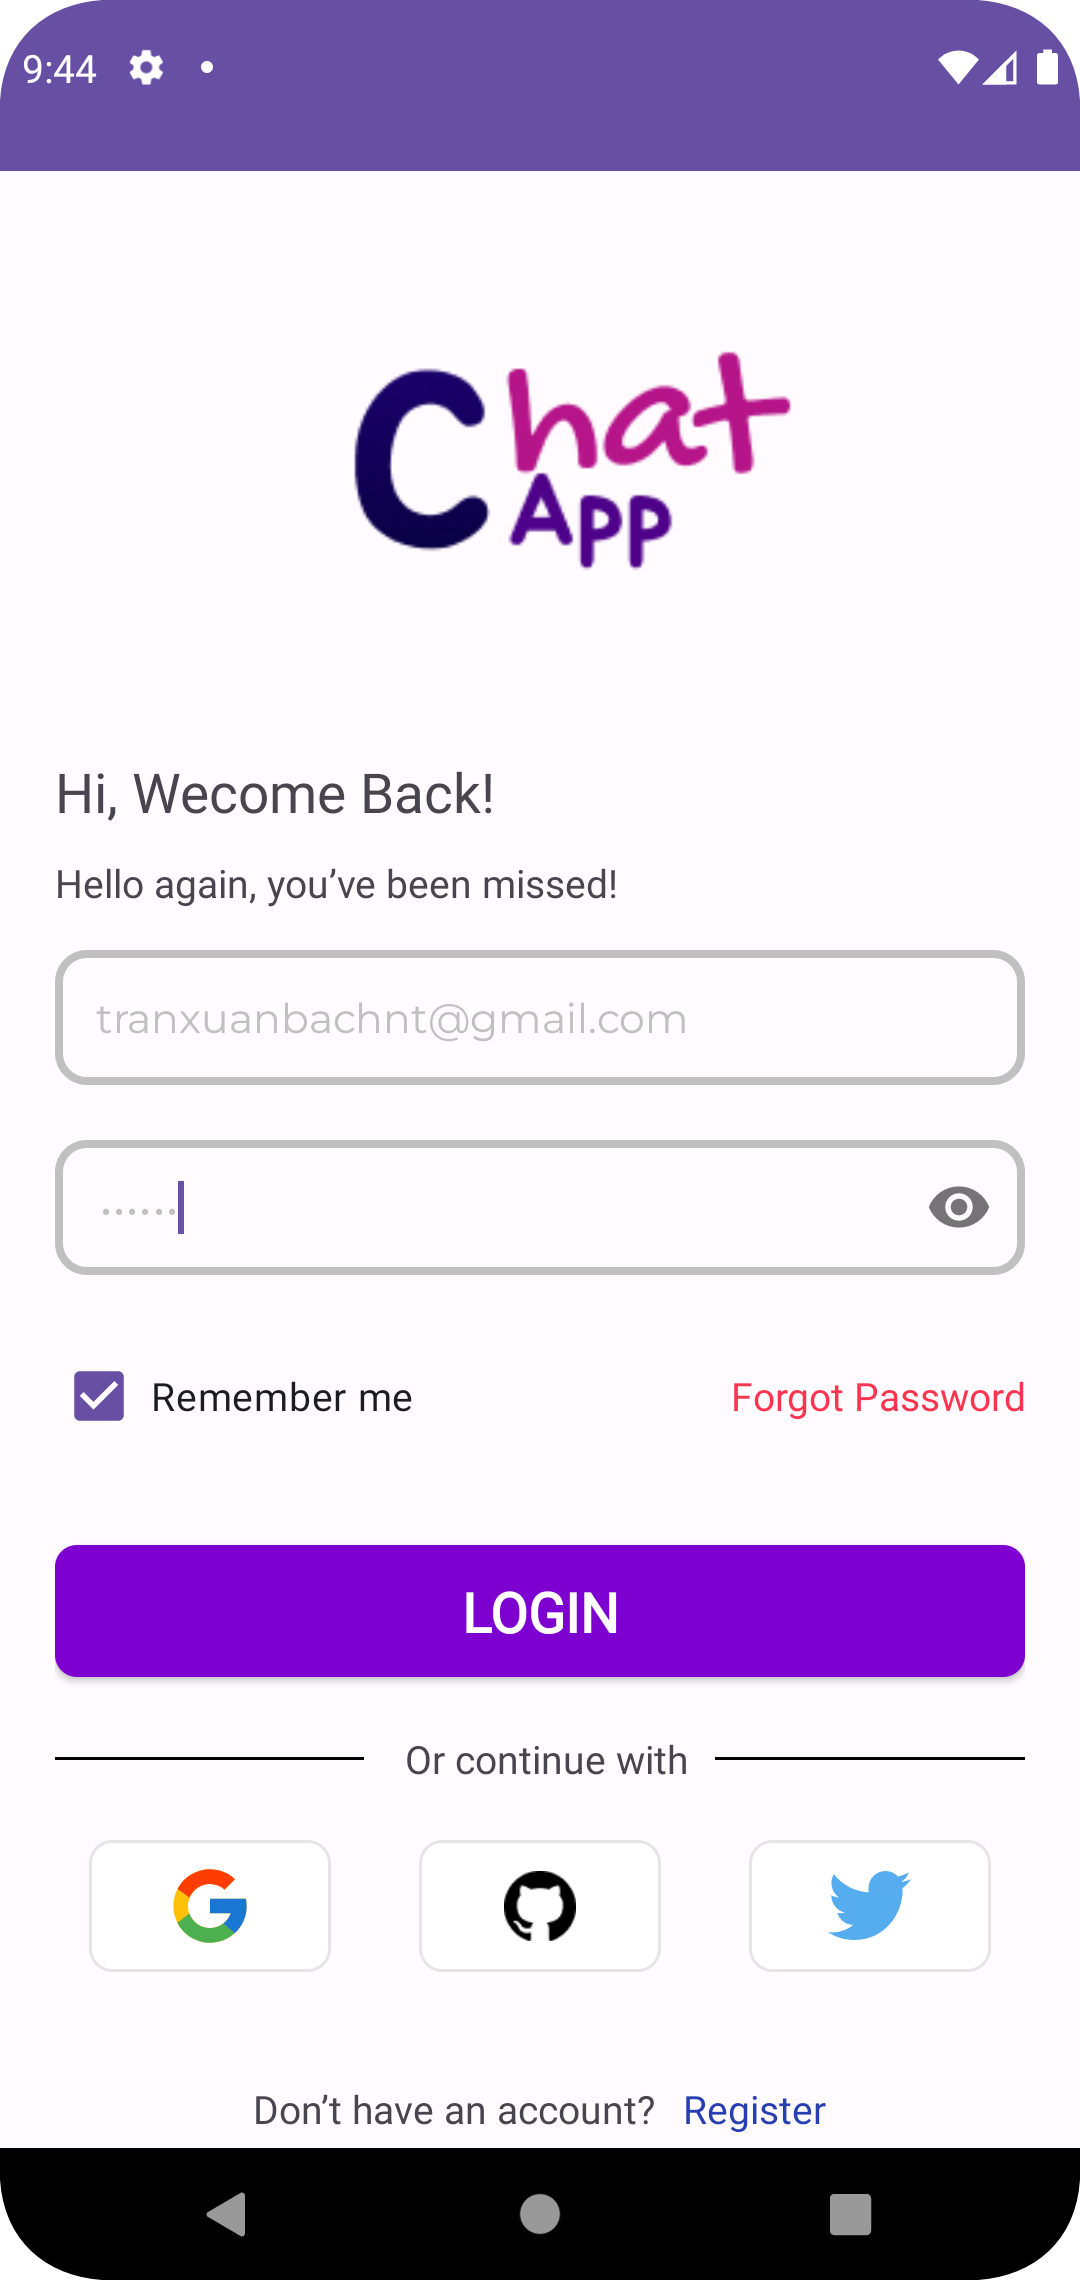 9:44
Chat
App
Hi, Wecome Back!
Hello again, you’ve been missed!
tranxuanbachnt@gmail.com
••••••
Remember me
Forgot Password
LOGIN
Or continue with
Don’t have an account? Register